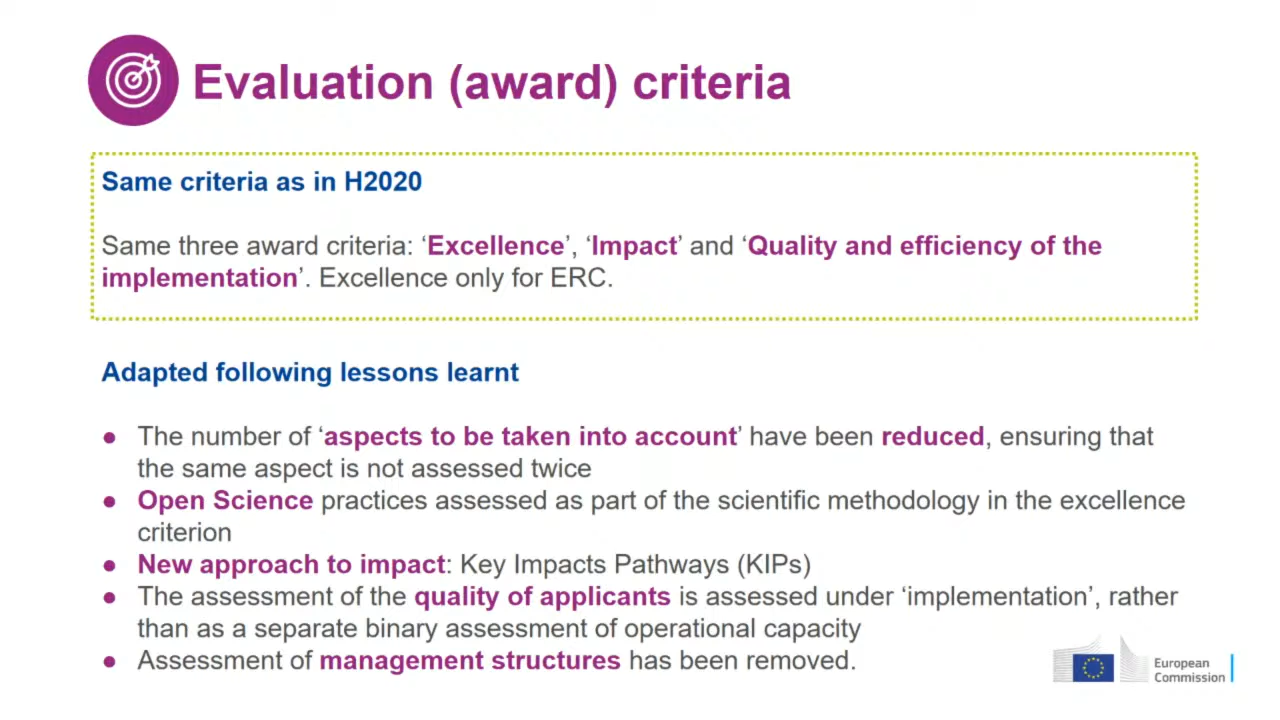 Evaluation (award) criteria
Same criteria as in H2020
Same three award criteria: ‘Excellence’, ‘Impact’ and ‘Quality and efficiency of the
implementation’. Excellence only for ERC.
Adapted following lessons learnt
● The number of ‘aspects to be taken into account’ have been reduced, ensuring that
the same aspect is not assessed twice
● Open Science practices assessed as part of the scientific methodology in the excellence
criterion
● New approach to impact: Key Impacts Pathways (KIPs)
● The assessment of the quality of applicants is assessed under ‘implementation’, rather
than as a separate binary assessment of operational capacity
● Assessment of management structures has been removed.
European
Commission